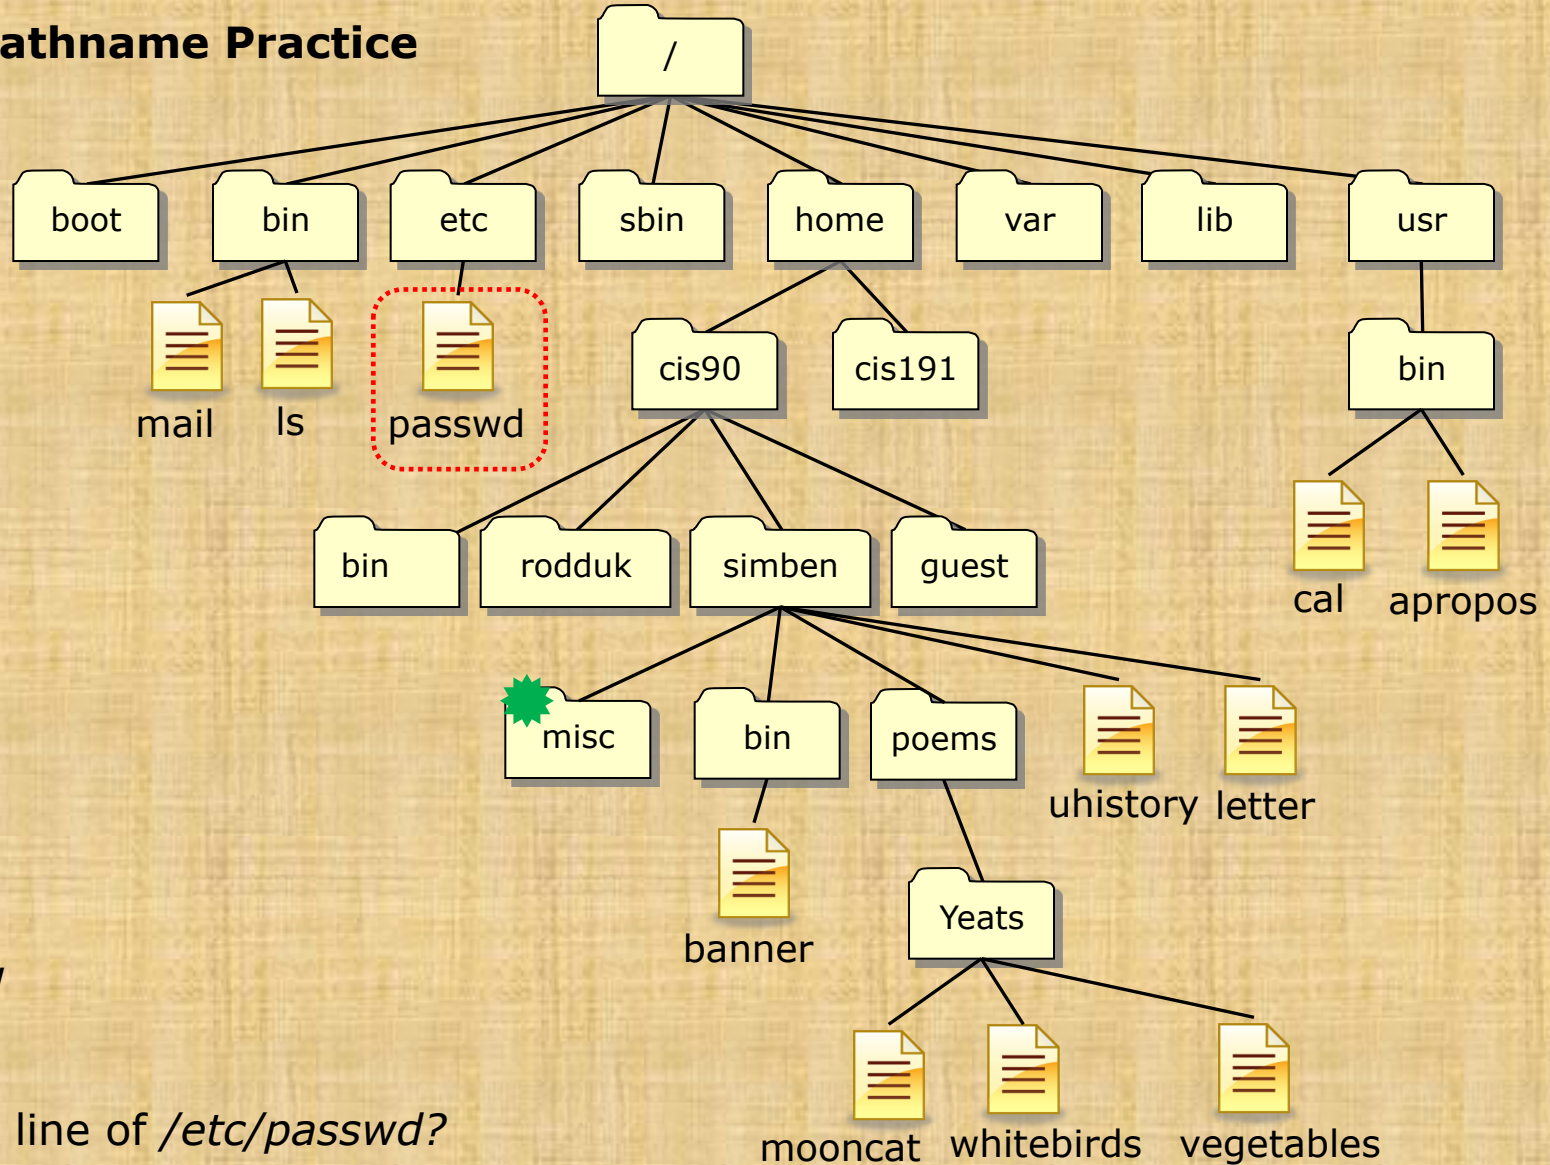 athname Practice
/
boot bin etc sbin home var lib usr
mail ls passwd cis90 cis191 bin
bin rodduk simben guest cal apropos
misc bin poems uhistory letter
banner Yeats
line of /etc/passwd?
mooncat whitebirds vegetables